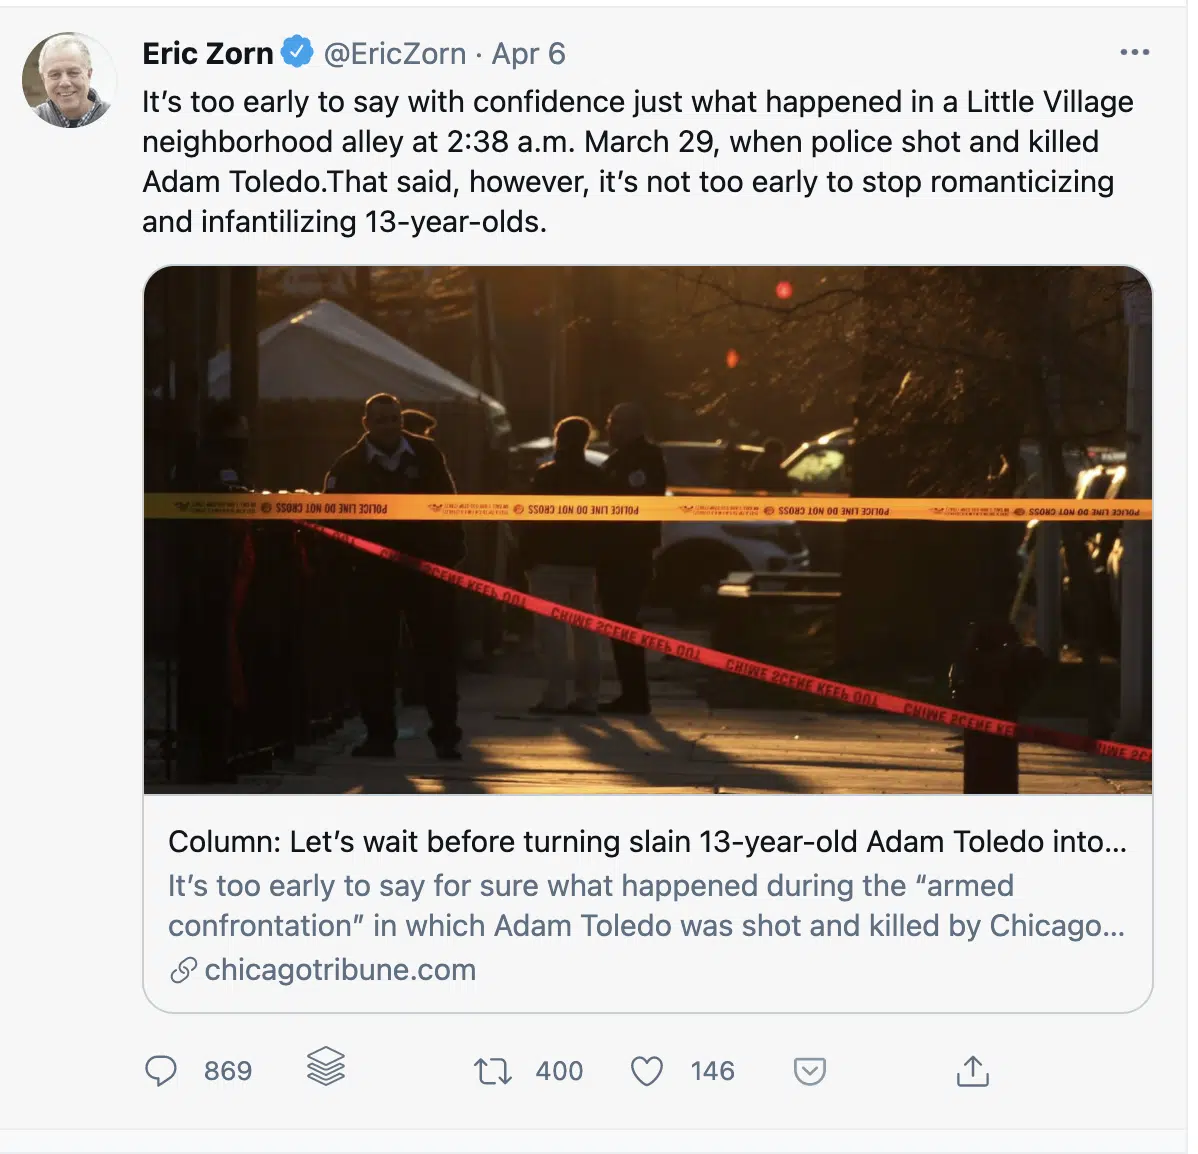 Eric Zorn @EricZorn · Apr 6
It’s too early to say with confidence just what happened in a Little Village
neighborhood alley at 2:38 a.m. March 29, when police shot and killed
Adam Toledo.That said, however, it’s not too early to stop romanticizing
and infantilizing 13-year-olds.
POLICE LINE DO NOT CROSS POLICE LINE DO NOT CROSS POLICE LINE DO NOT CROSS POLICE LINE DO NOT CROSS
CRIME SCENE KEEP OUT CRIME SCENE KEEP OUT CRIME SCENE KEEP OUT
Column: Let’s wait before turning slain 13-year-old Adam Toledo into...
It’s too early to say for sure what happened during the “armed
confrontation” in which Adam Toledo was shot and killed by Chicago...
chicagotribune.com
869 400 146